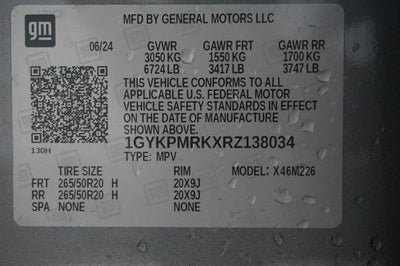 gm
MFD BY GENERAL MOTORS LLC
06/24 GVWR GAWR FRT GAWR RR
3050 KG 1550 KG 1700 KG
6724 LB 3417 LB 3747 LB
THIS VEHICLE CONFORMS TO ALL
APPLICABLE U.S. FEDERAL MOTOR
VEHICLE SAFETY STANDARDS IN EFFECT
ON THE DATE OF MANUFACTURE
SHOWN ABOVE.
130H 1GYKPMRKXRZ138034
TYPE: MPV
TIRE SIZE RIM MODEL: X46M226
FRT 265/50R20 H 20X9J
RR 265/50R20 H 20X9J
SPA NONE NONE